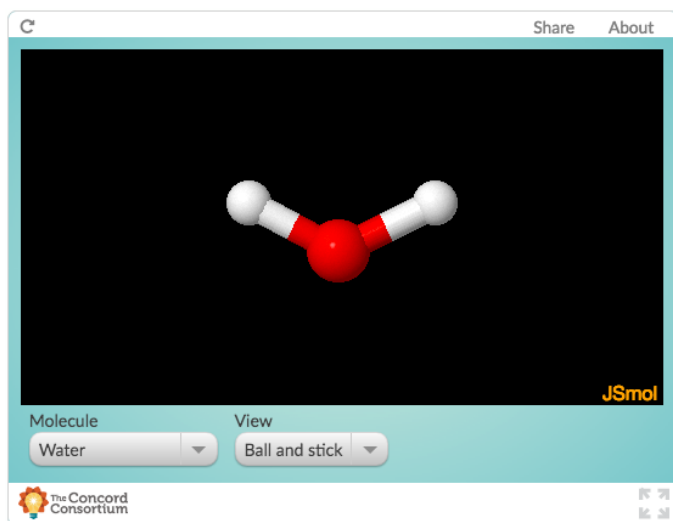 Share About
JSmol
Molecule View
Water Ball and stick
The Concord
Consortium